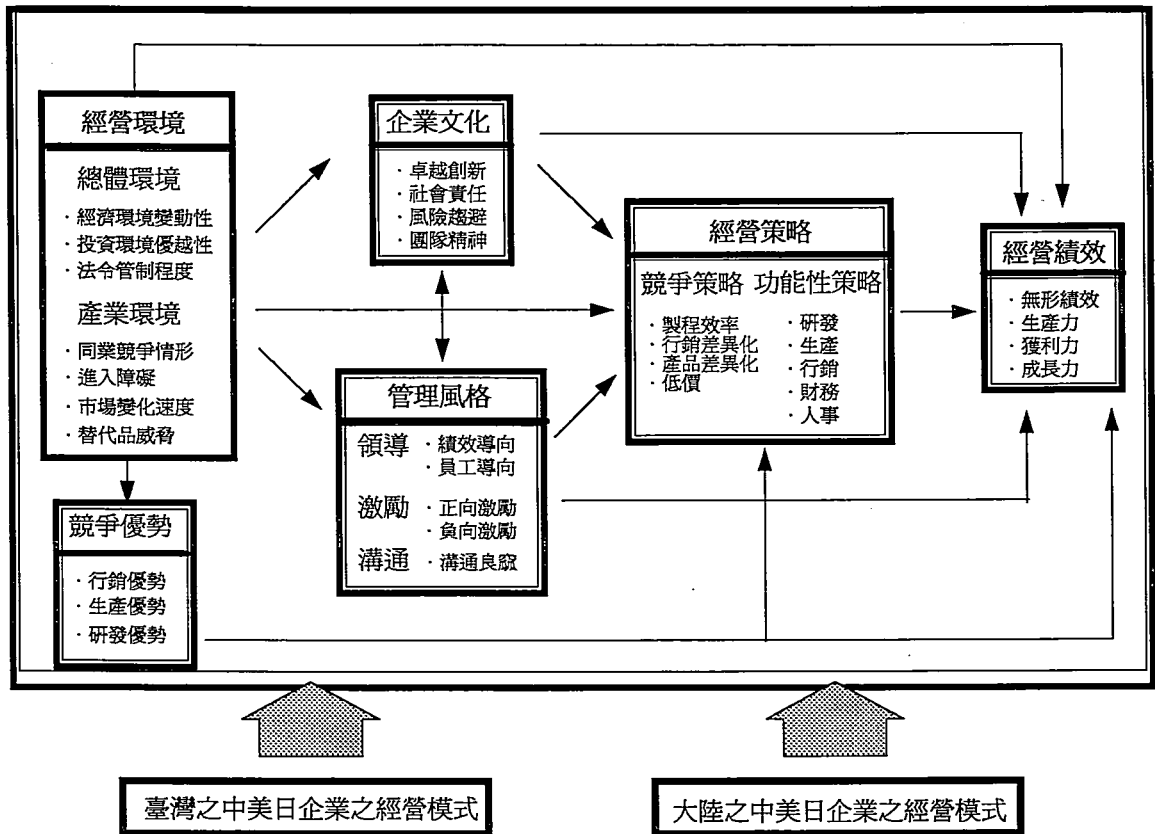 經營環境
總體環境
·經濟環境變動性
·投資環境優越性
·法令管制程度
產業環境
·同業競爭情形
·進入障礙
·市場變化速度
·替代品威脅
競爭優勢
·行銷優勢
·生產優勢
·研發優勢
企業文化
·卓越創新
·社會責任
·風險趨避
·團隊精神
管理風格
領導 ·績效導向
·員工導向
激勵 ·正向激勵
·負向激勵
溝通 ·溝通良窳
經營策略
競爭策略 功能性策略
·製程效率
·行銷差異化
·產品差異化
·低價
·研發
·生產
·行銷
·財務
·人事
經營績效
·無形績效
·生產力
·獲利力
·成長力
臺灣之中美日企業之經營模式
大陸之中美日企業之經營模式